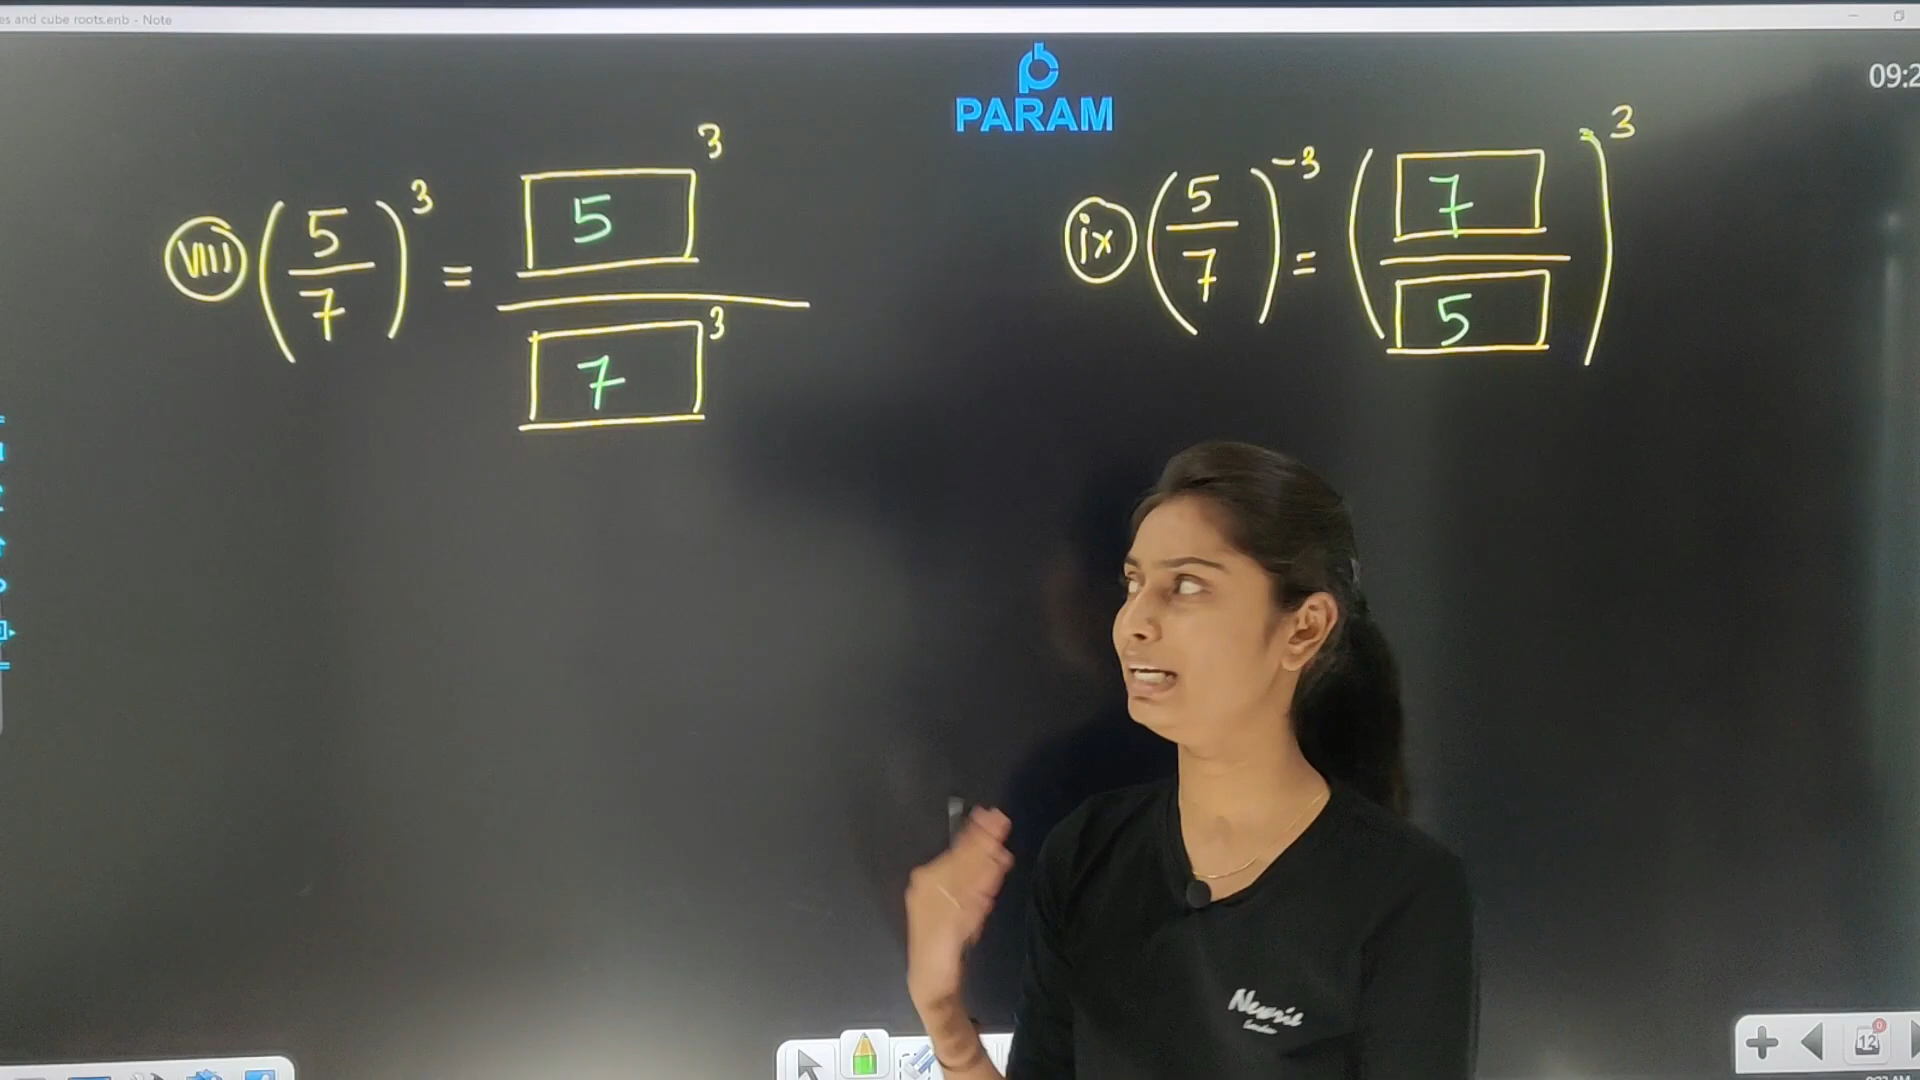 es and cube roots.enb - Note
PARAM
09:2
viii) (5/7)^3 = 5^3/7^3
ix) (5/7)^-3 = (7/5)^3
12